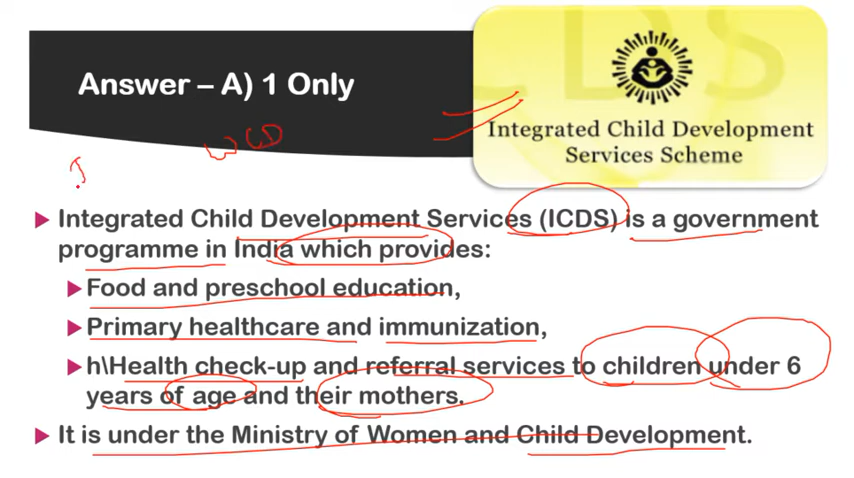 Answer – A) 1 Only
Integrated Child Development
Services Scheme
WCD
Integrated Child Development Services (ICDS) is a government
programme in India which provides:
Food and preschool education,
Primary healthcare and immunization,
h\Health check-up and referral services to children under 6
years of age and their mothers.
It is under the Ministry of Women and Child Development.